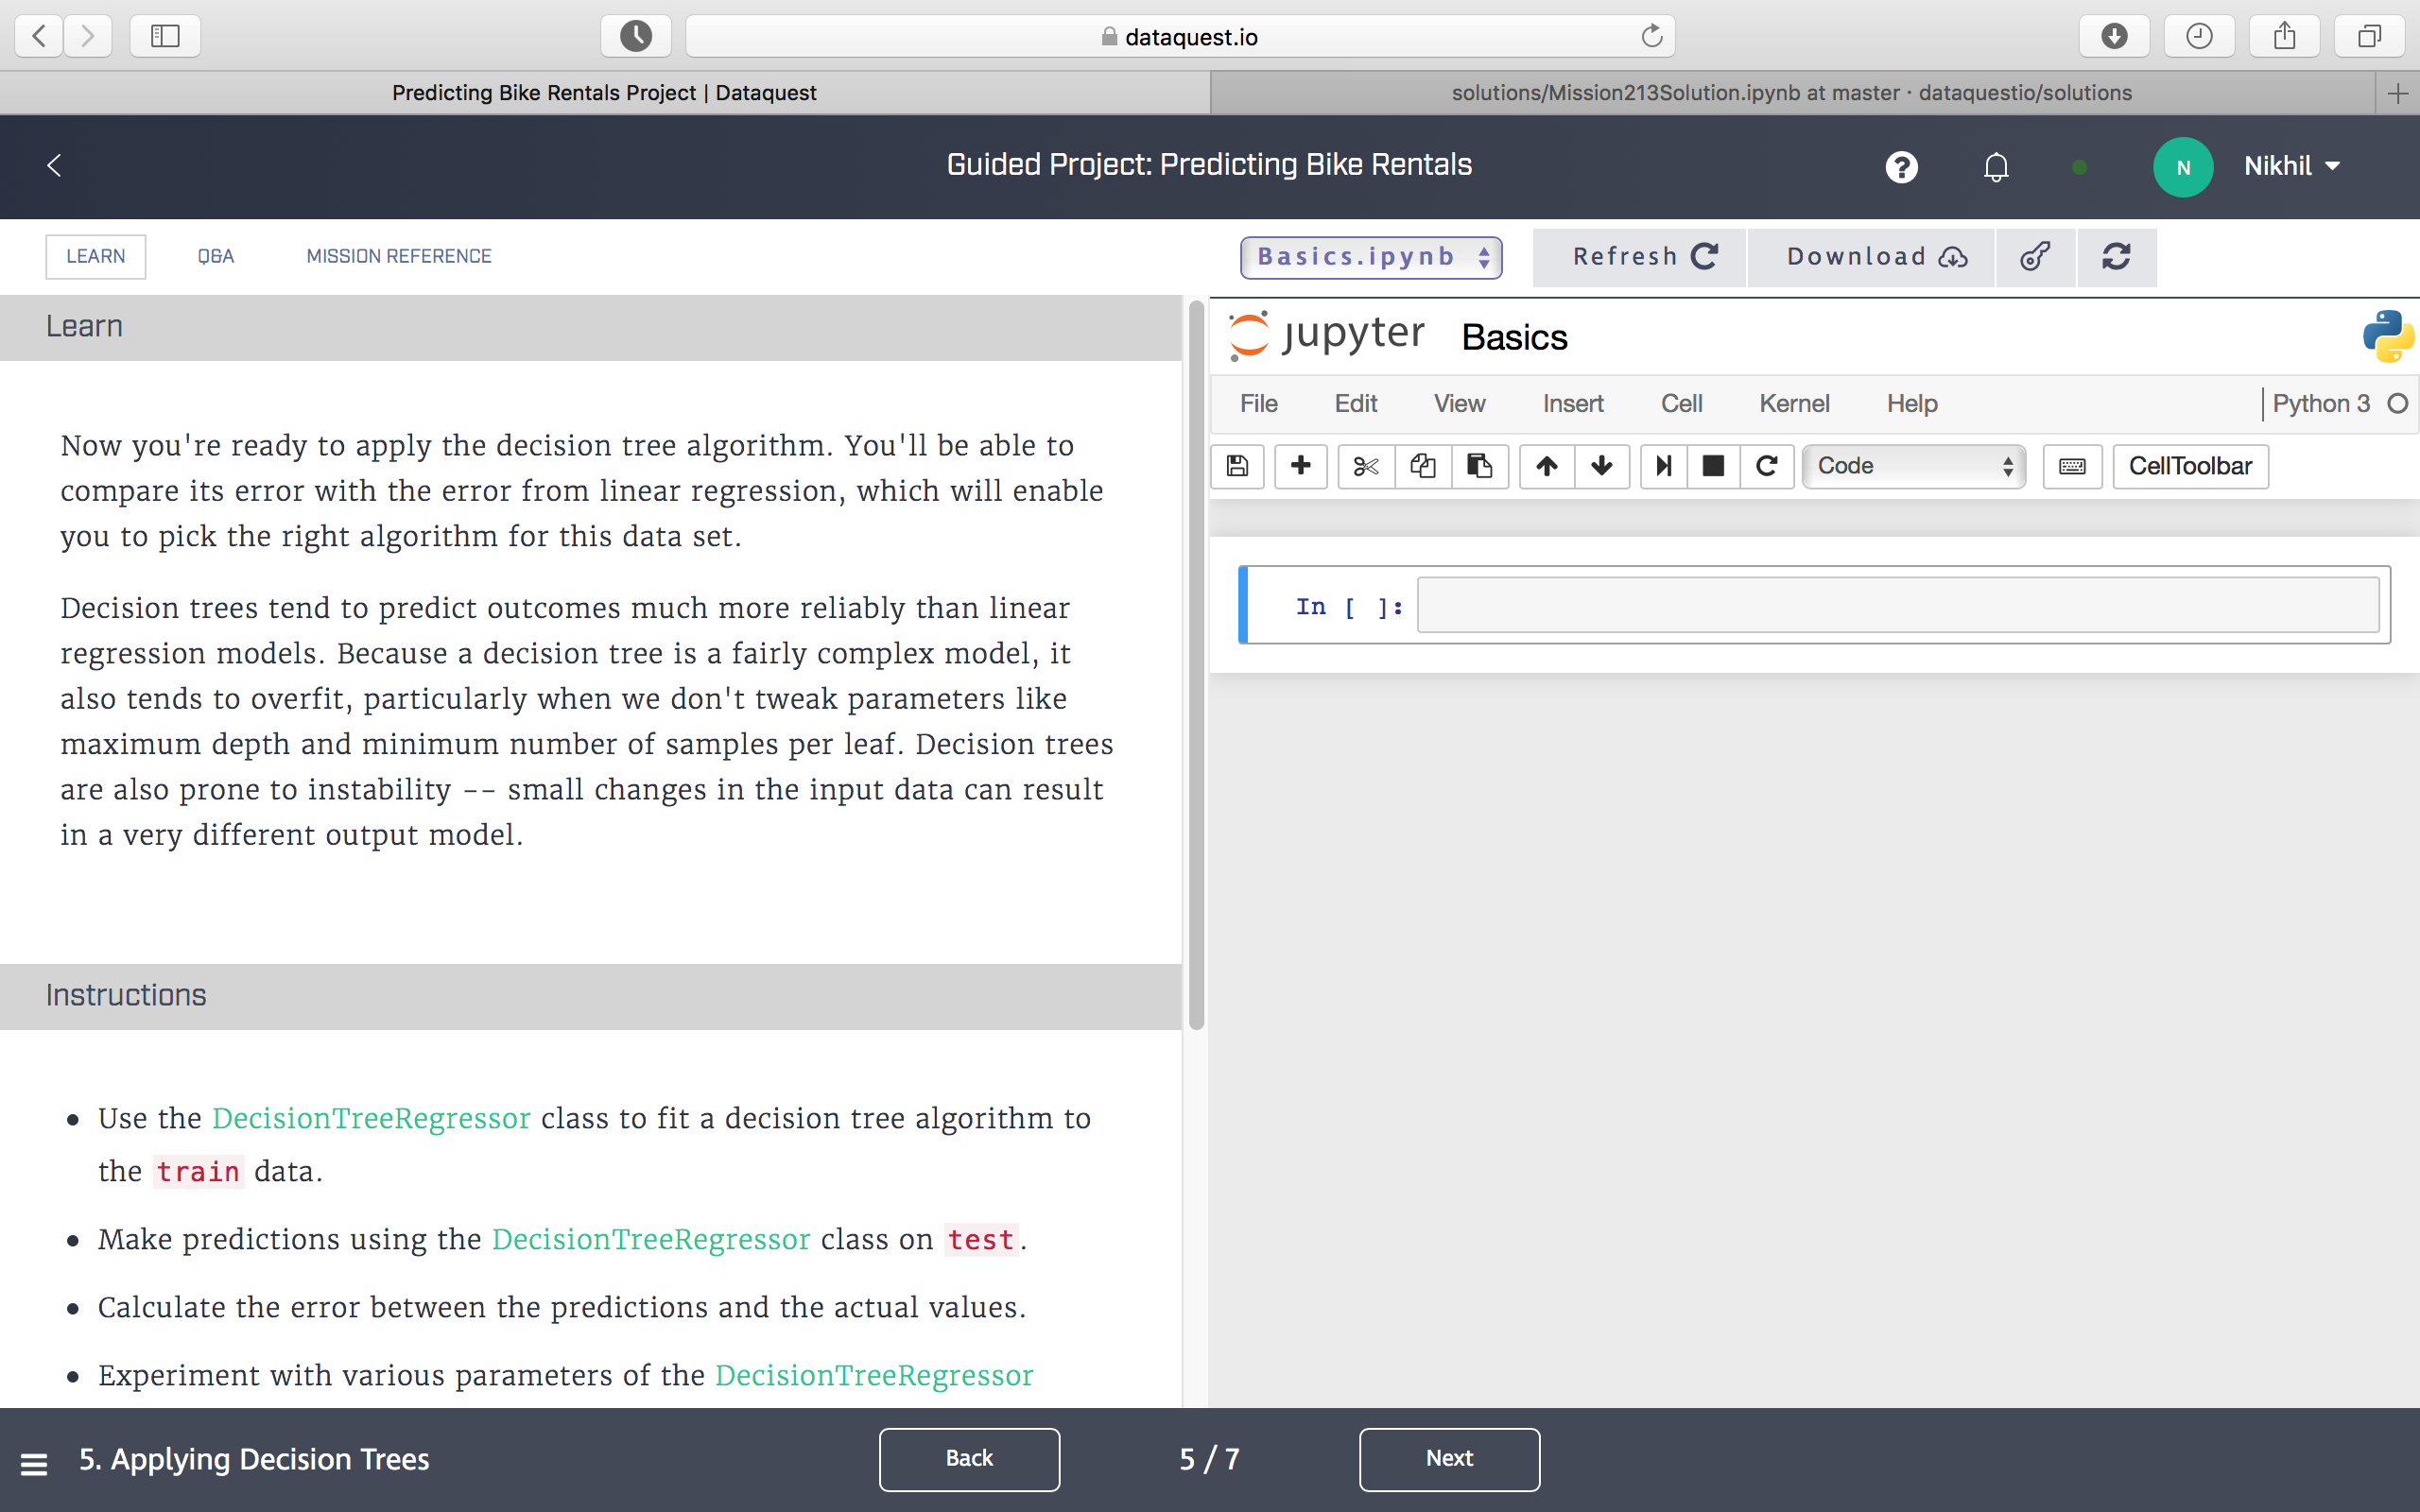 dataquest.io
Predicting Bike Rentals Project | Dataquest
solutions/Mission213Solution.ipynb at master · dataquestio/solutions
Guided Project: Predicting Bike Rentals
N
Nikhil
LEARN
Q&A
MISSION REFERENCE
Basics.ipynb
Refresh
Download
Learn
Now you're ready to apply the decision tree algorithm. You'll be able to
compare its error with the error from linear regression, which will enable
you to pick the right algorithm for this data set.
Decision trees tend to predict outcomes much more reliably than linear
regression models. Because a decision tree is a fairly complex model, it
also tends to overfit, particularly when we don't tweak parameters like
maximum depth and minimum number of samples per leaf. Decision trees
are also prone to instability -- small changes in the input data can result
in a very different output model.
Instructions
• Use the DecisionTreeRegressor class to fit a decision tree algorithm to
the train data.
• Make predictions using the DecisionTreeRegressor class on test.
• Calculate the error between the predictions and the actual values.
• Experiment with various parameters of the DecisionTreeRegressor
jupyter Basics
File Edit View Insert Cell Kernel Help
Python 3
Code
CellToolbar
In [ ]:
5. Applying Decision Trees
Back
5 / 7
Next